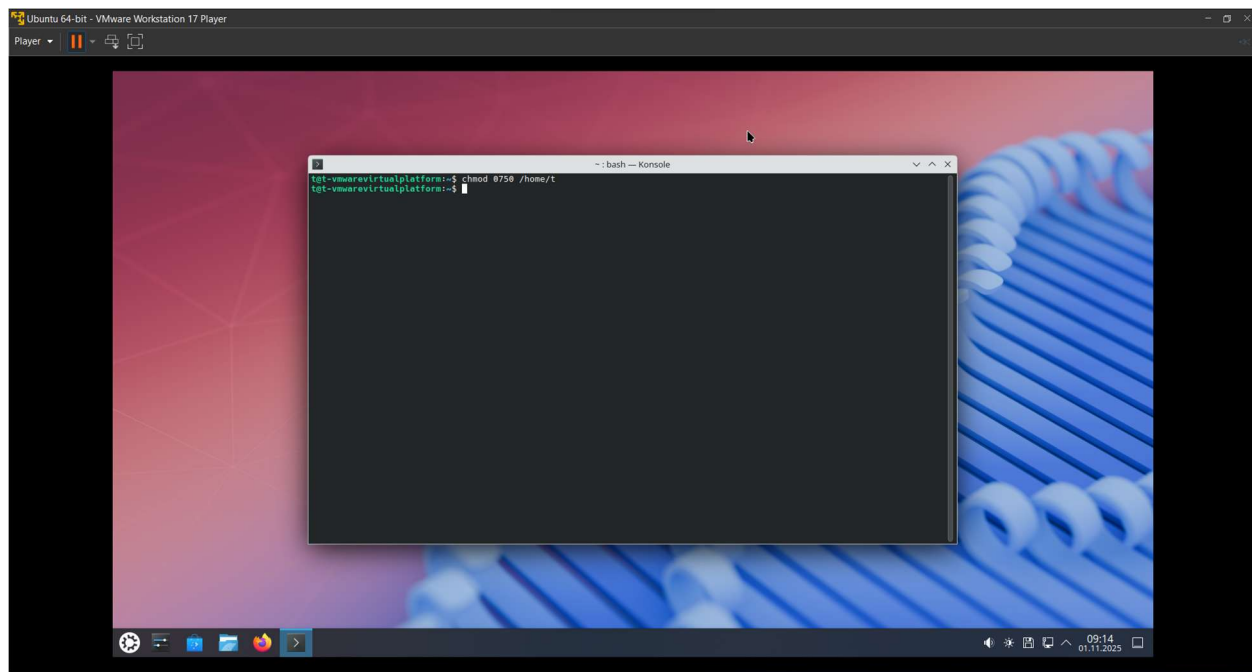 Ubuntu 64-bit - VMware Workstation 17 Player
Player
~ : bash — Konsole
t@t-vmwarevirtualplatform:~$ chmod 0750 /home/t
t@t-vmwarevirtualplatform:~$
09:14
01.11.2025